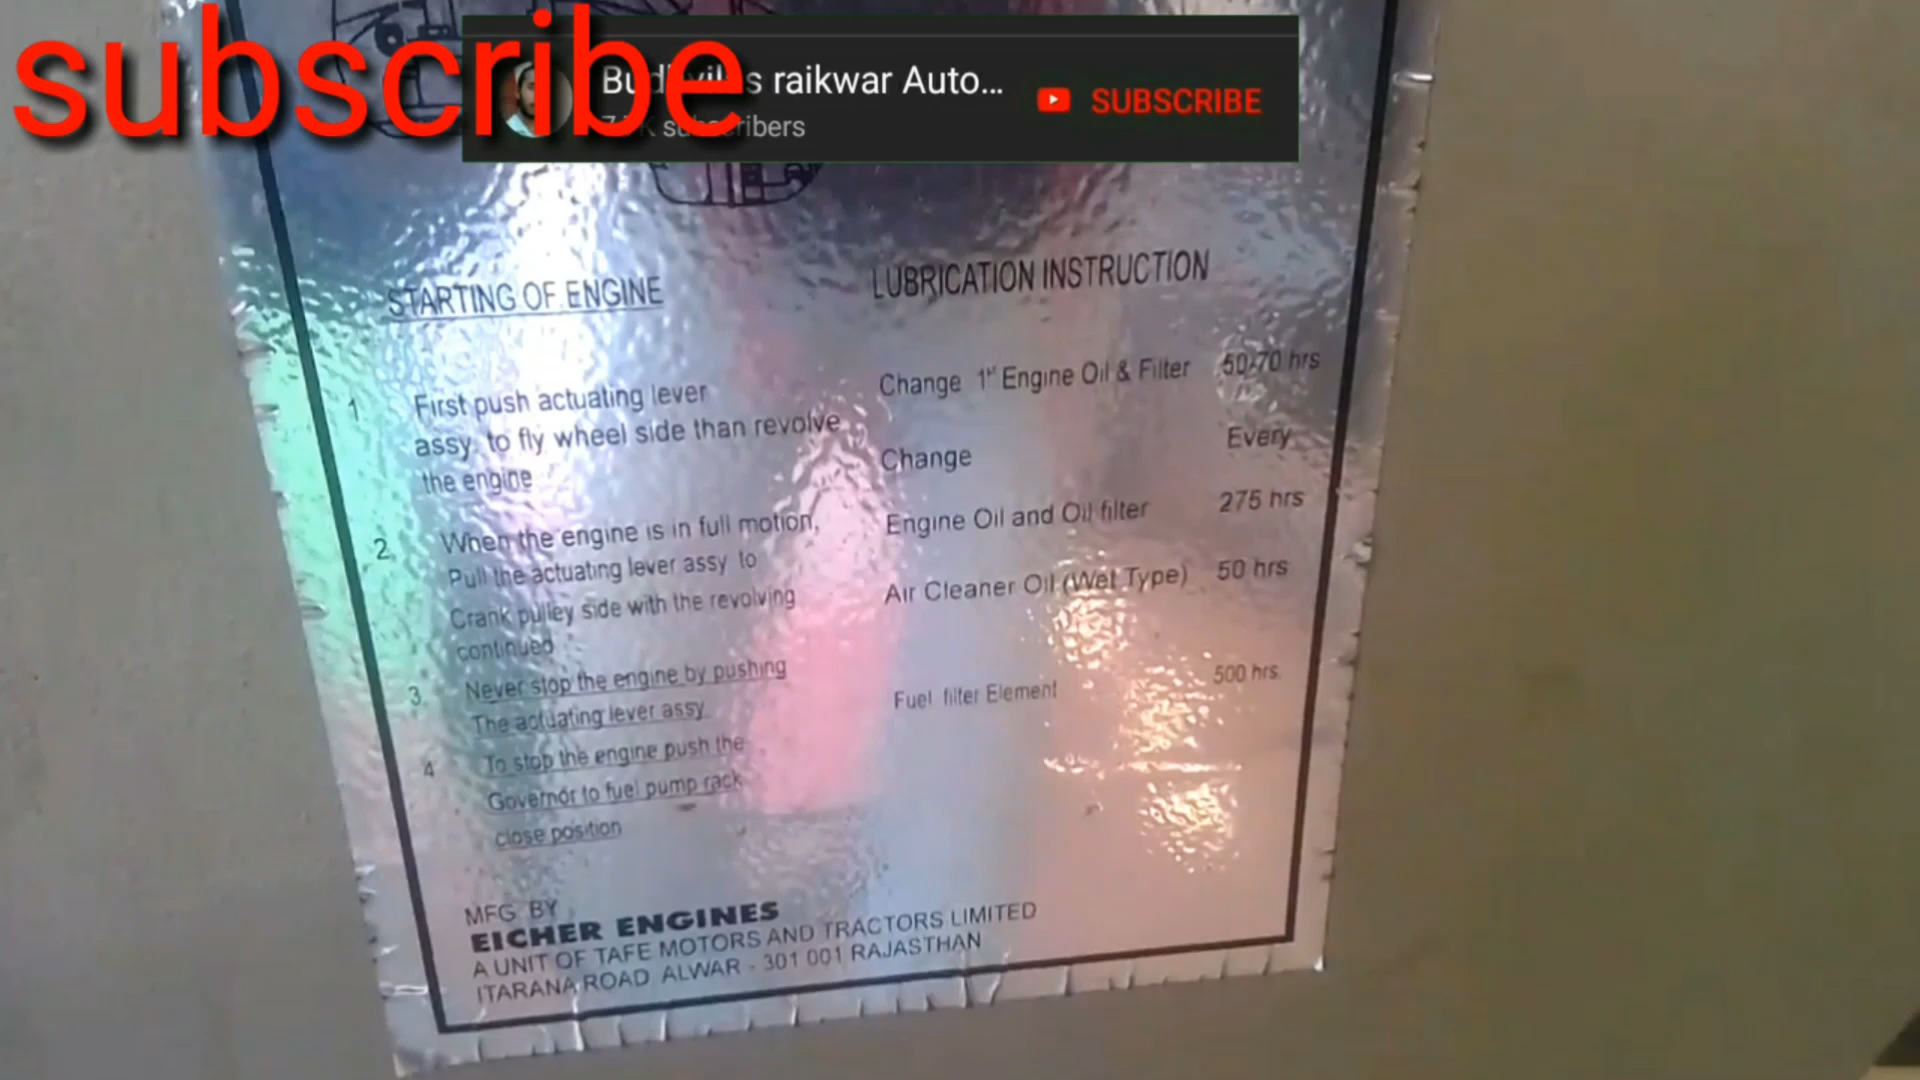 subscribe
raikwar Auto...
SUBSCRIBE
STARTING OF ENGINE
1 First push actuating lever
assy. to fly wheel side than revolve
the engine
2. When the engine is in full motion,
Pull the actuating lever assy to
Crank pulley side with the revolving
continued
3. Never stop the engine by pushing
The actuating lever assy
4 To stop the engine push the
Governor to fuel pump rack
close position
LUBRICATION INSTRUCTION
Change 1st Engine Oil & Filter 50-70 hrs
Change Every
Engine Oil and Oil filter 275 hrs
Air Cleaner Oil (Wet Type) 50 hrs
Fuel filter Element 500 hrs.
MFG BY
EICHER ENGINES
A UNIT OF TAFE MOTORS AND TRACTORS LIMITED
ITARANA ROAD ALWAR - 301 001 RAJASTHAN